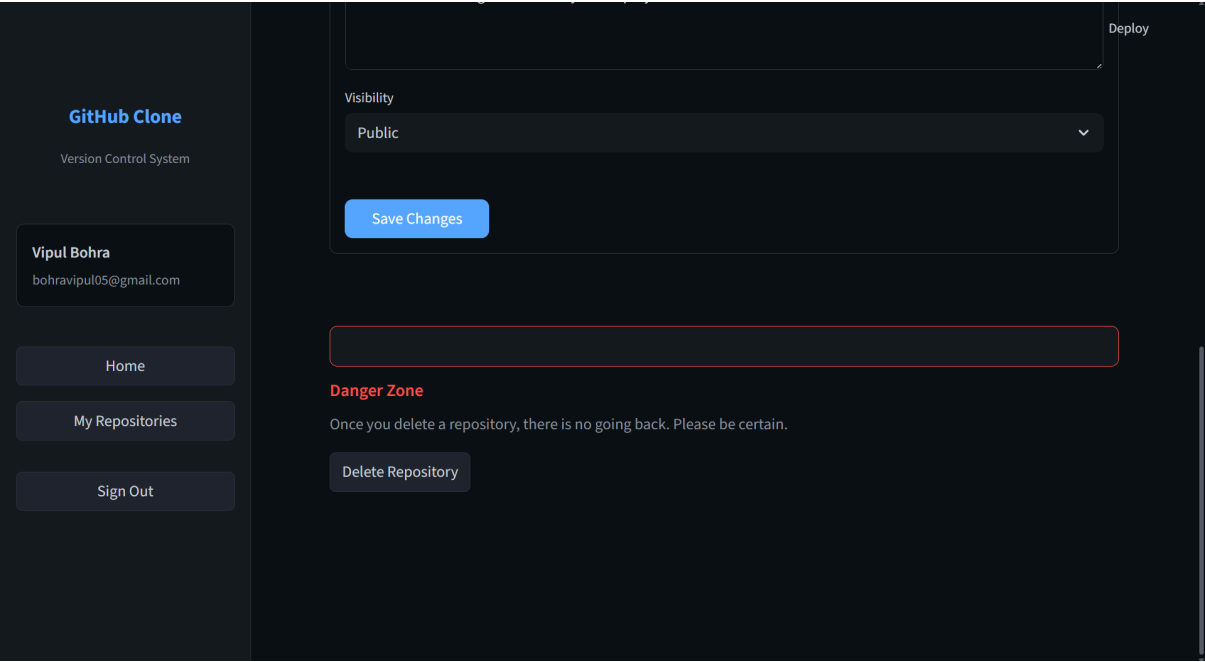 Deploy
GitHub Clone
Version Control System
Vipul Bohra
bohravipul05@gmail.com
Home
My Repositories
Sign Out
Visibility
Public
Save Changes
Danger Zone
Once you delete a repository, there is no going back. Please be certain.
Delete Repository